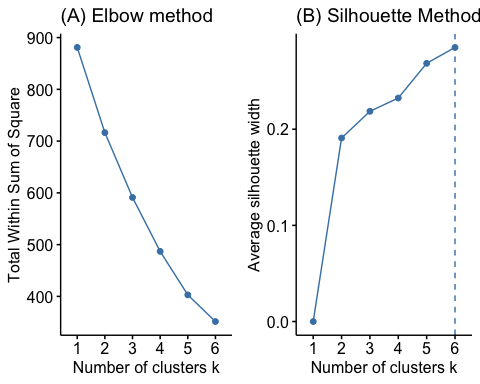 (A) Elbow method
Total Within Sum of Square
900
800
700
600
500
400
1 2 3 4 5 6
Number of clusters k
(B) Silhouette Method
Average silhouette width
0.2
0.1
0.0
1 2 3 4 5 6
Number of clusters k